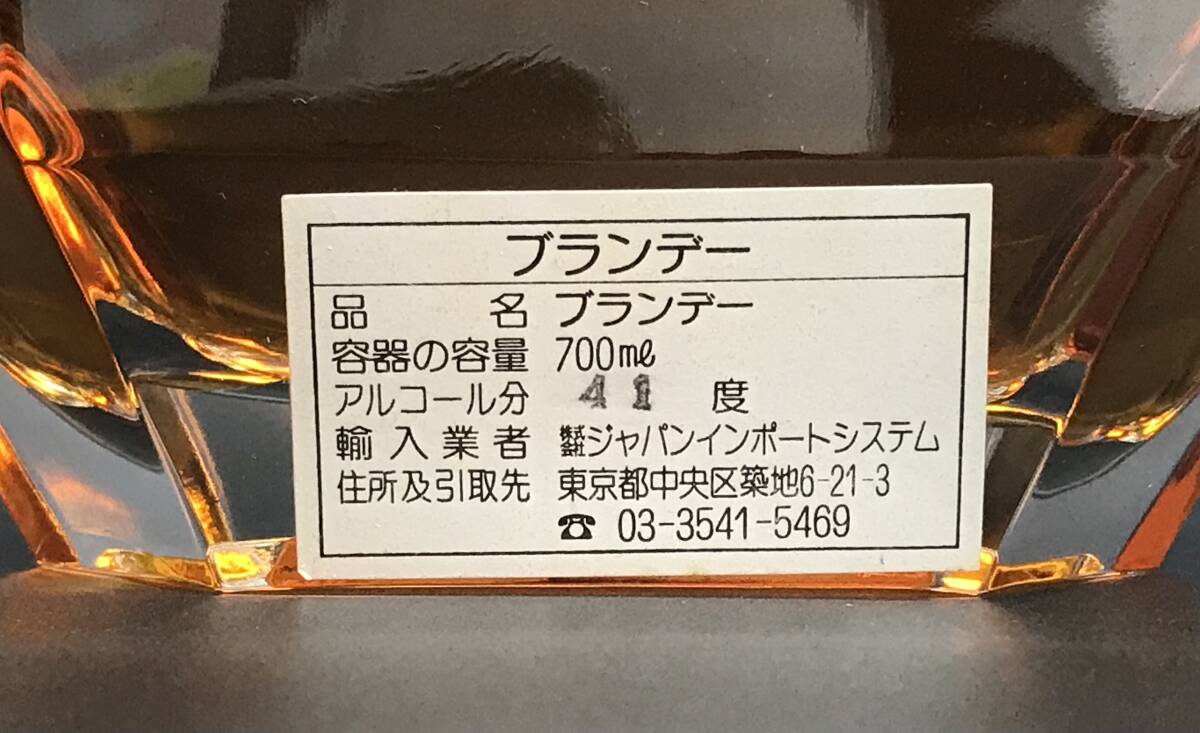 ブランデー
品名 ブランデー
容器の容量 700mℓ
アルコール分 41 度
輸入業者 株式会社ジャパンインポートシステム
住所及引取先 東京都中央区築地6-21-3
☎ 03-3541-5469